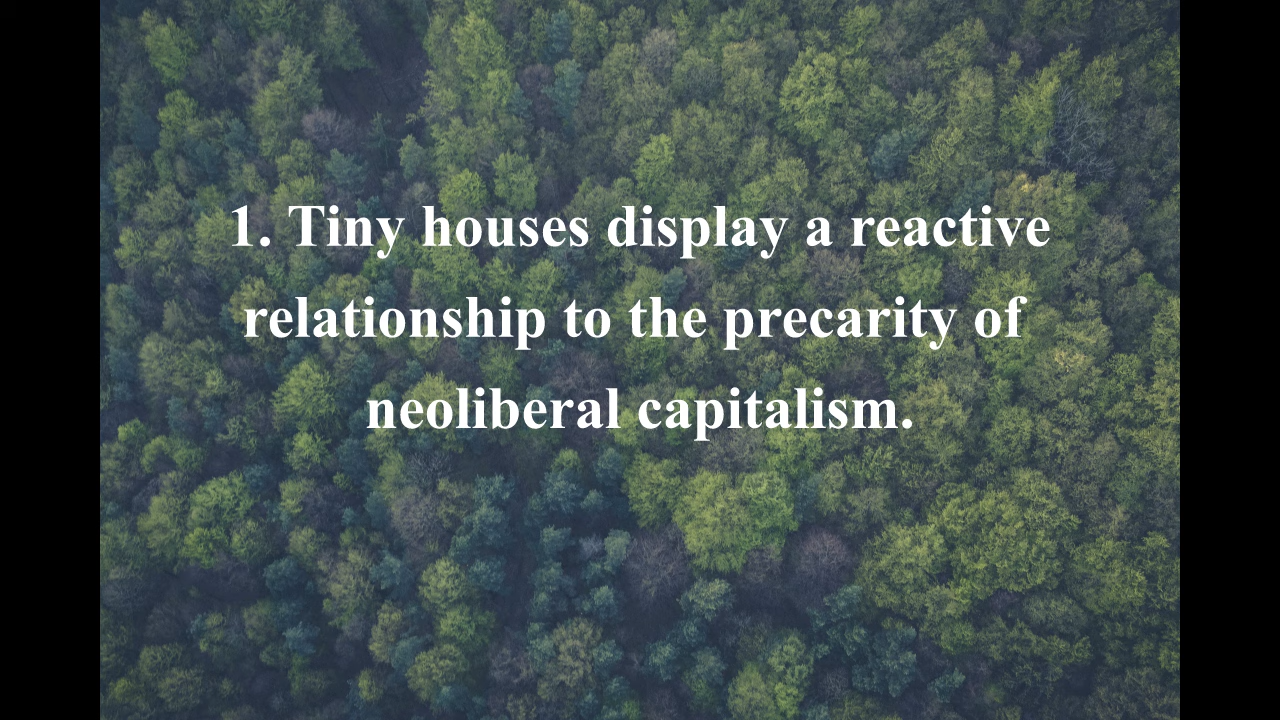 1. Tiny houses display a reactive
relationship to the precarity of
neoliberal capitalism.